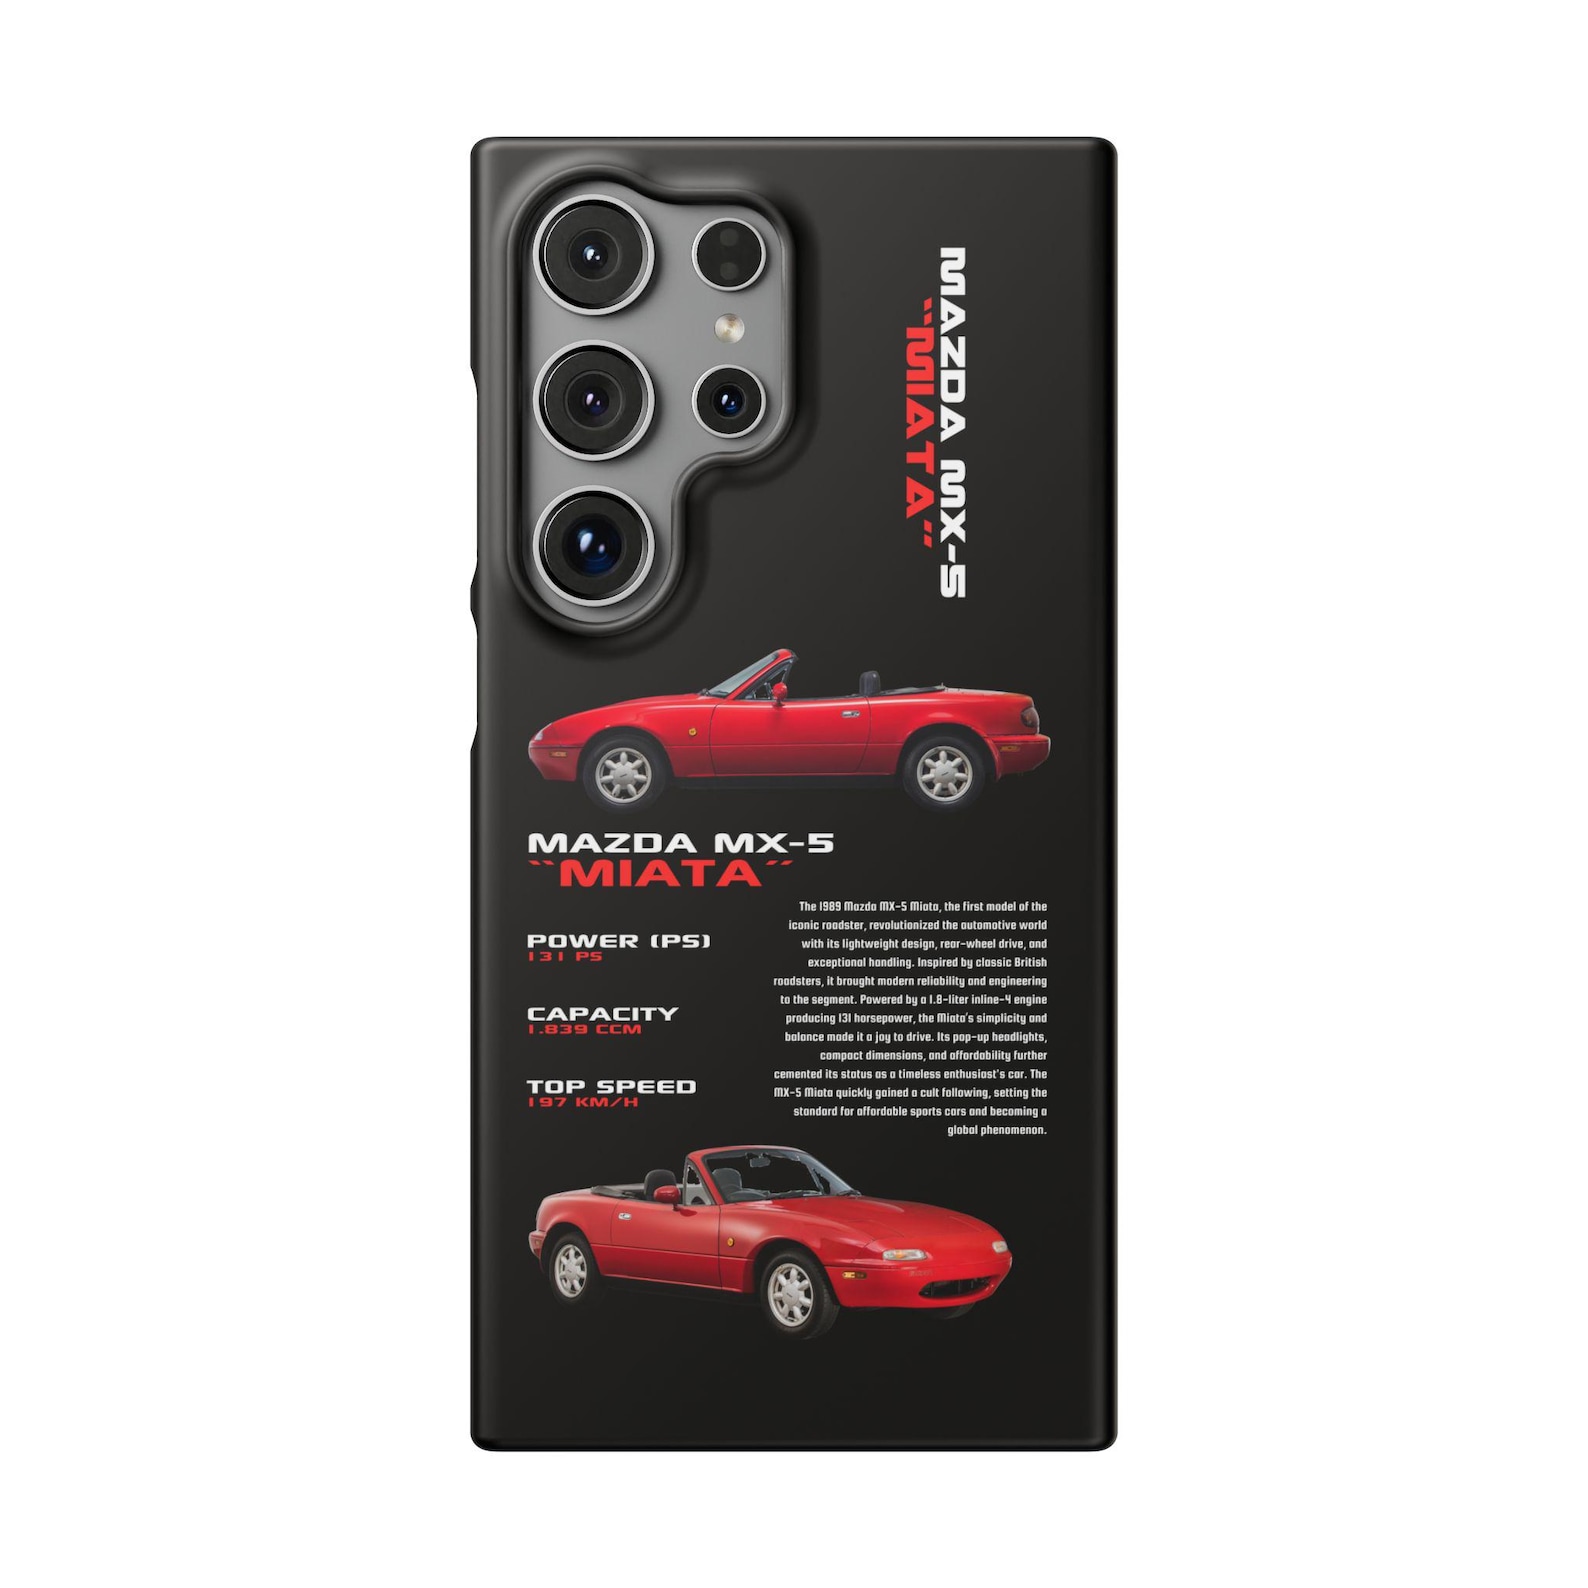 MAZDA MX-5
"MIATA"
MAZDA MX-5
"MIATA"
POWER (PS)
131 PS
CAPACITY
1.839 CCM
TOP SPEED
197 KM/H
The 1989 Mazda MX-5 Miata, the first model of the
iconic roadster, revolutionized the automotive world
with its lightweight design, rear-wheel drive, and
exceptional handling. Inspired by classic British
roadsters, it brought modern reliability and engineering
to the segment. Powered by a 1.8-liter inline-4 engine
producing 131 horsepower, the Miata's simplicity and
balance made it a joy to drive. Its pop-up headlights,
compact dimensions, and affordability further
cemented its status as a timeless enthusiast's car. The
MX-5 Miata quickly gained a cult following, setting the
standard for affordable sports cars and becoming a
global phenomenon.